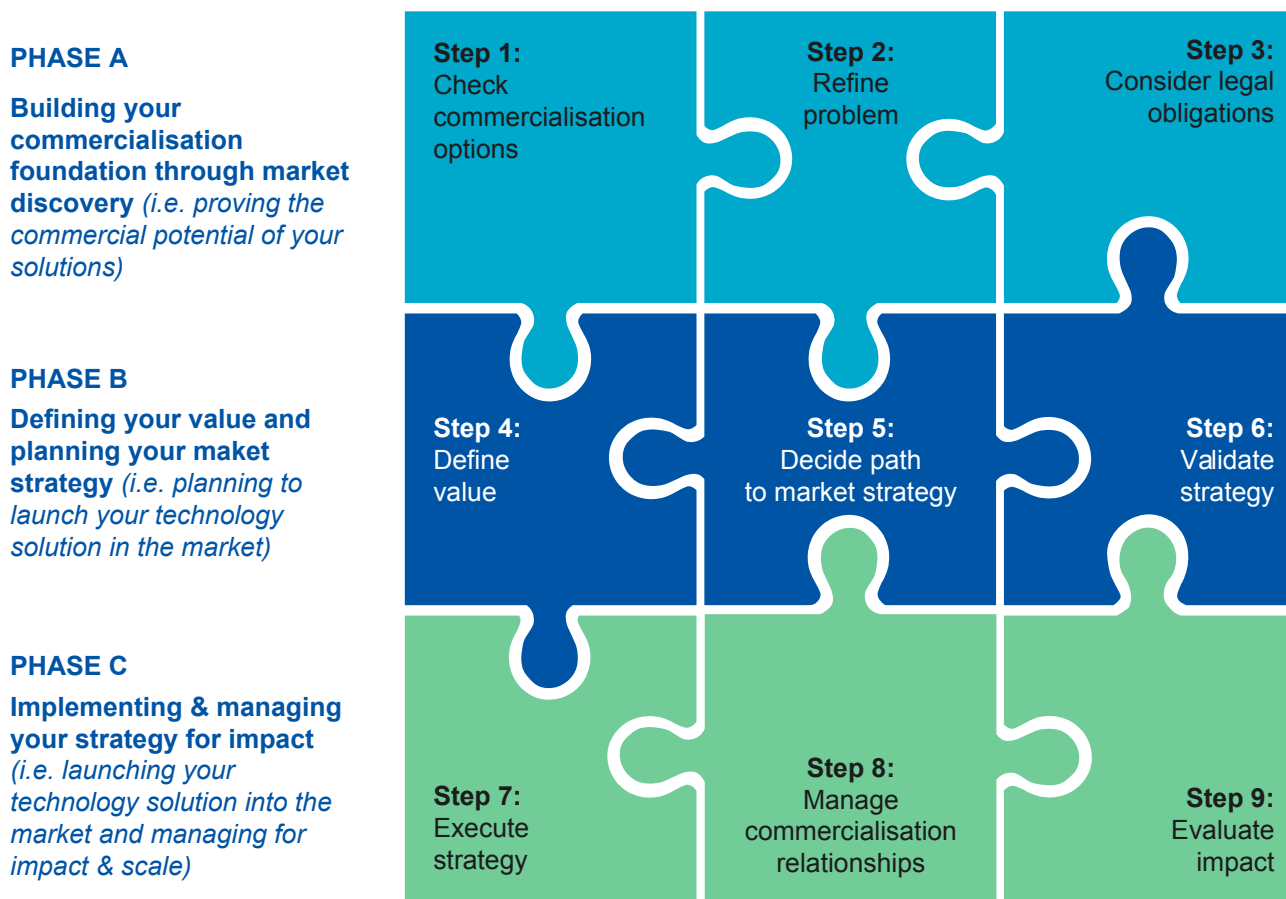 PHASE A
Building your
commercialisation
foundation through market
discovery (i.e. proving the
commercial potential of your
solutions)
Step 1:
Check
commercialisation
options
Step 2:
Refine
problem
Step 3:
Consider legal
obligations
PHASE B
Defining your value and
planning your maket
strategy (i.e. planning to
launch your technology
solution in the market)
Step 4:
Define
value
Step 5:
Decide path
to market strategy
Step 6:
Validate
strategy
PHASE C
Implementing & managing
your strategy for impact
(i.e. launching your
technology solution into the
market and managing for
impact & scale)
Step 7:
Execute
strategy
Step 8:
Manage
commercialisation
relationships
Step 9:
Evaluate
impact